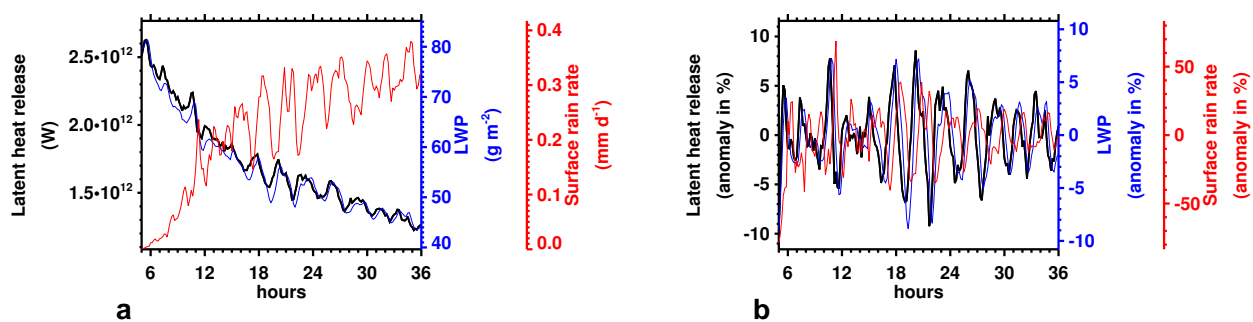 Latent heat release
(W)
2.5•10¹²
2.0•10¹²
1.5•10¹²
6 12 18 24 30 36
hours
80
70
60
50
40
LWP
(g m⁻²)
0.4
0.3
0.2
0.1
0.0
Surface rain rate
(mm d⁻¹)
a
Latent heat release
(anomaly in %)
10
5
0
-5
-10
6 12 18 24 30 36
hours
10
5
0
-5
-10
LWP
(anomaly in %)
50
0
-50
Surface rain rate
(anomaly in %)
b